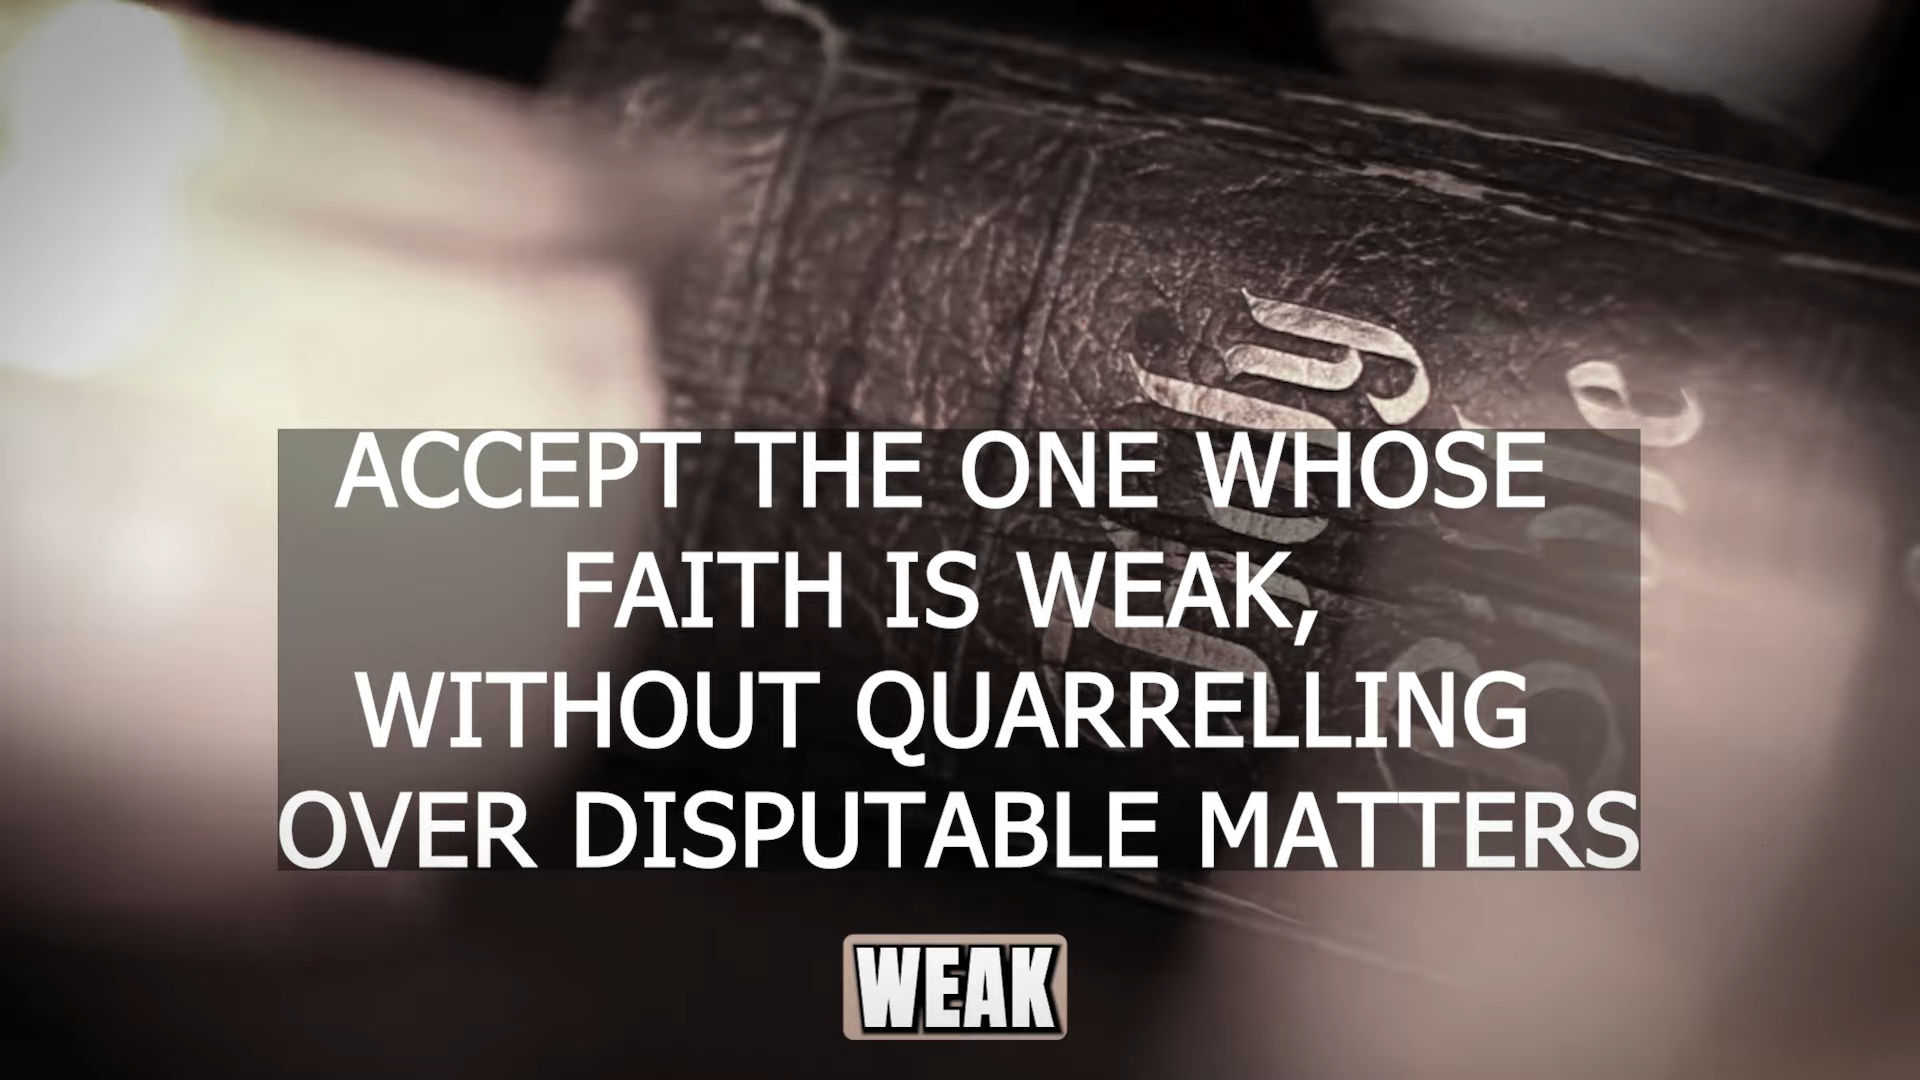 ACCEPT THE ONE WHOSE
FAITH IS WEAK,
WITHOUT QUARRELLING
OVER DISPUTABLE MATTERS
WEAK